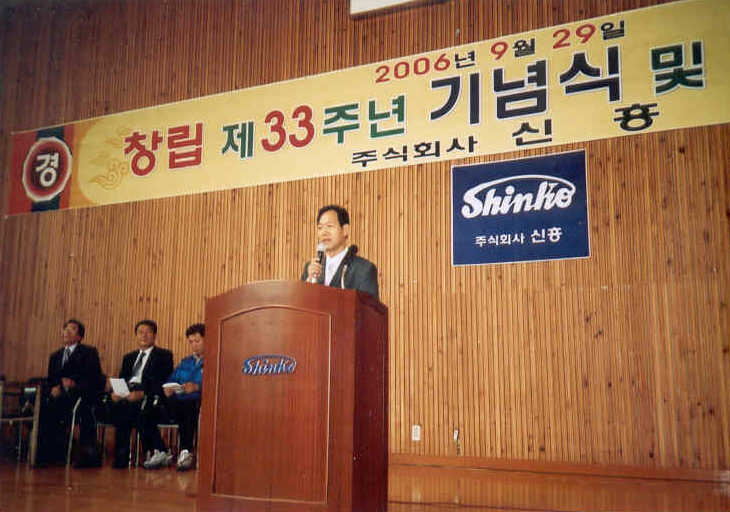 2006년 9월 29일
경 창립 제33주년 기념식 및
주식회사 신흥
Shinko
주식회사 신흥
Shinko